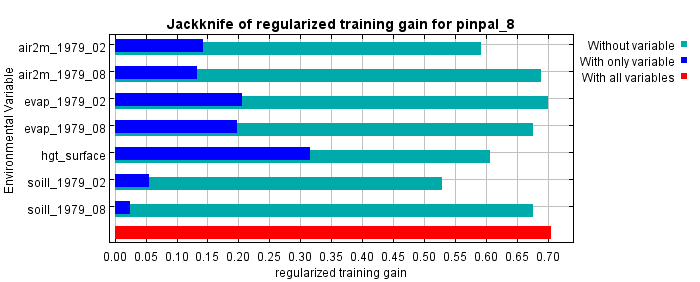 Jackknife of regularized training gain for pinpal_8
Environmental Variable
air2m_1979_02
air2m_1979_08
evap_1979_02
evap_1979_08
hgt_surface
soill_1979_02
soill_1979_08
Without variable
With only variable
With all variables
0.00 0.05 0.10 0.15 0.20 0.25 0.30 0.35 0.40 0.45 0.50 0.55 0.60 0.65 0.70
regularized training gain